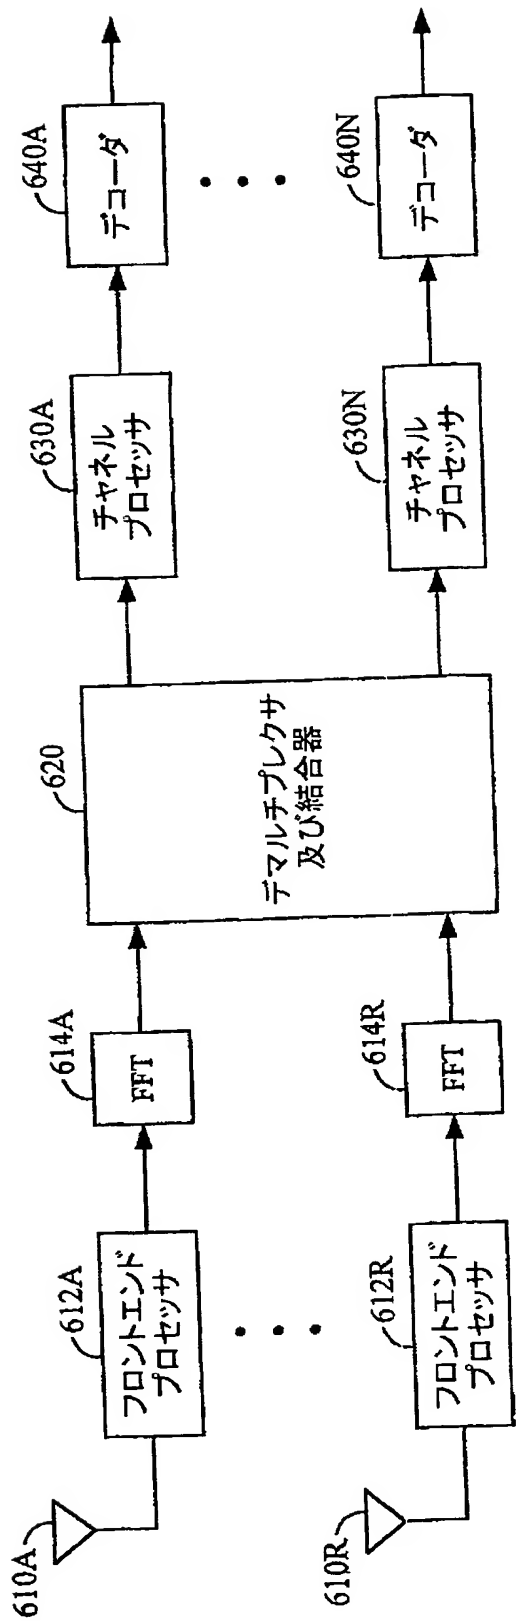 610A
612A
フロントエンド
プロセッサ
614A
FFT
620
デマルチプレクサ
及び結合器
630A
チャネル
プロセッサ
640A
デコーダ
610R
612R
フロントエンド
プロセッサ
614R
FFT
630N
チャネル
プロセッサ
640N
デコーダ